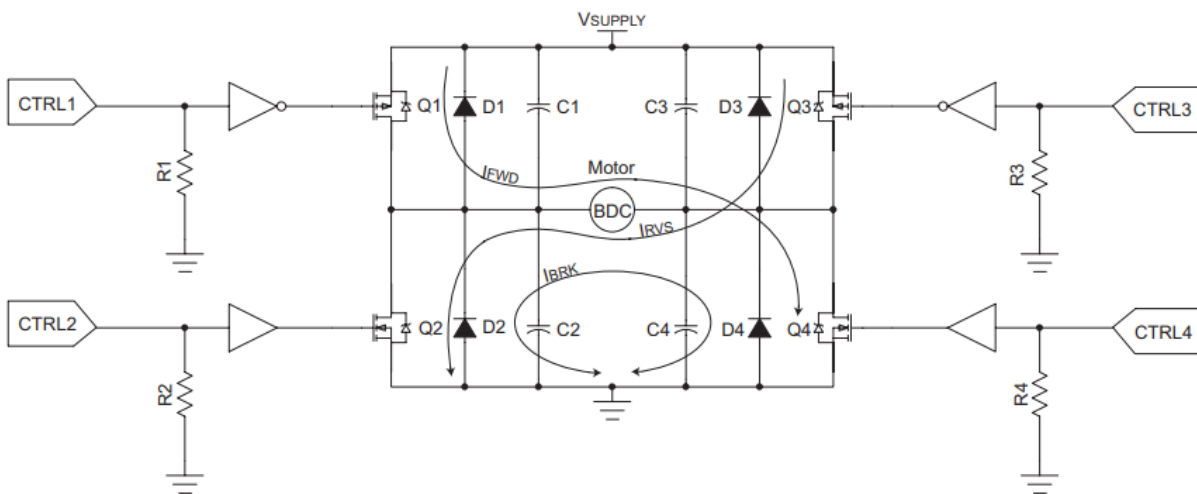 VSUPPLY
CTRL1
Q1
D1
C1
C3
D3
Q3
CTRL3
R1
IFWD
Motor
R3
BDC
IRVS
IBRK
CTRL2
Q2
D2
C2
C4
D4
Q4
CTRL4
R2
R4